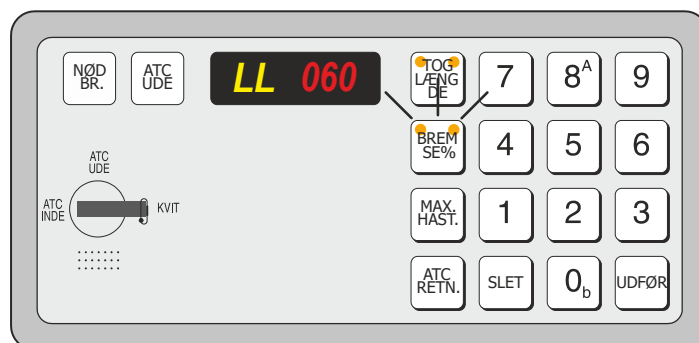 NØD
BR.
ATC
UDE
LL 060
TOG
LÆNG
DE
7
8A
9
BREM
SE%
4
5
6
ATC
UDE
ATC
INDE
KVIT
MAX.
HAST.
1
2
3
ATC
RETN.
SLET
0b
UDFØR